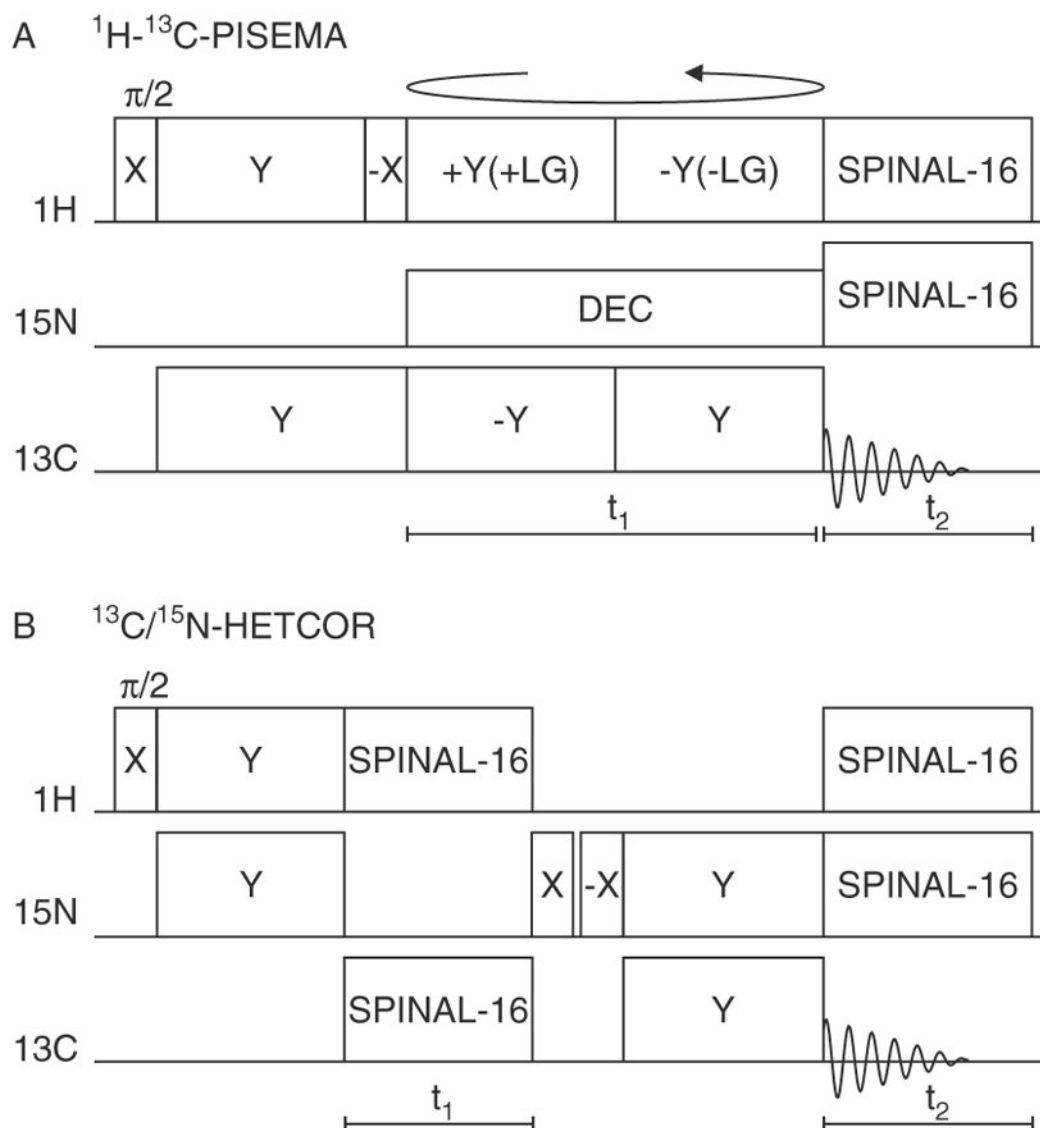 A ¹H-¹³C-PISEMA
π/2
X Y -X +Y(+LG) -Y(-LG) SPINAL-16
1H
DEC SPINAL-16
15N
Y -Y Y
13C
t₁ t₂
B ¹³C/¹⁵N-HETCOR
π/2
X Y SPINAL-16 SPINAL-16
1H
Y X -X Y SPINAL-16
15N
SPINAL-16 Y
13C
t₁ t₂